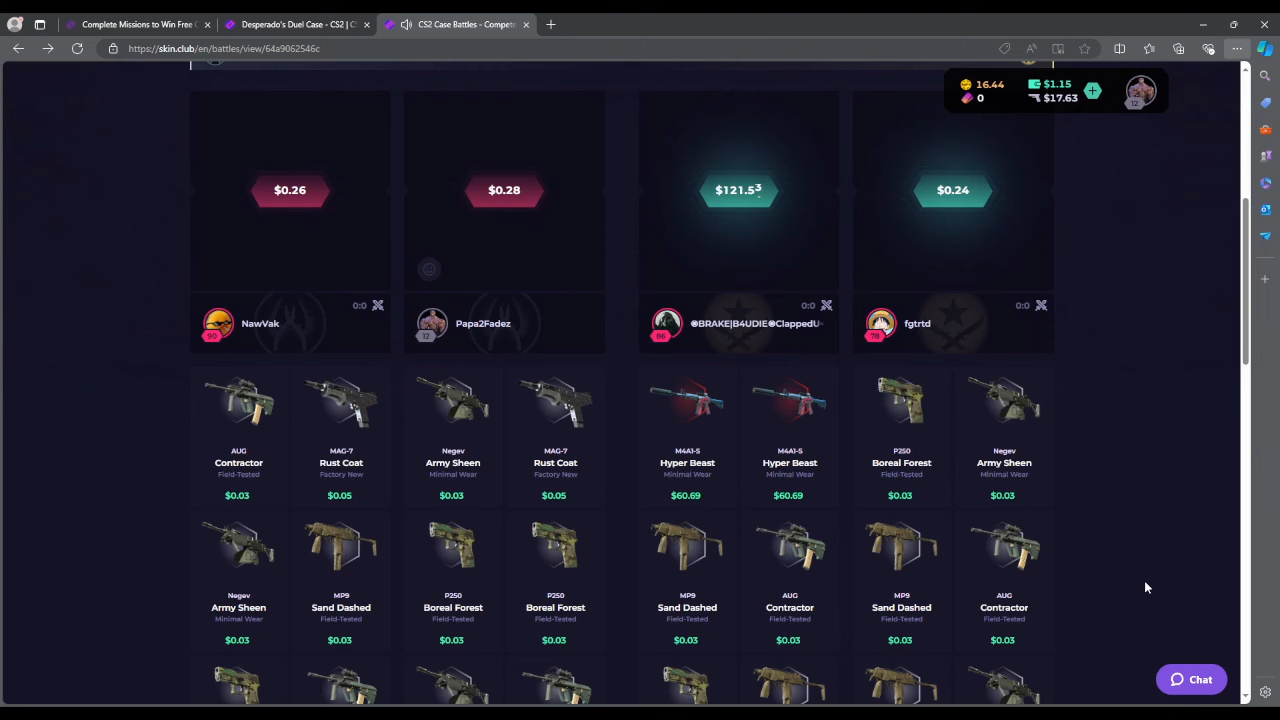 Complete Missions to Win Free C
Desperado's Duel Case - CS2 | C
CS2 Case Battles - Compete
https://skin.club/en/battles/view/64a9062546c
16.44 $1.15
0 $17.63
12
$0.26 $0.28 $121.53 $0.24
0:0 0:0 0:0
NawVak Papa2Fadez ◉BRAKE|B4UDIE◉ClappedU fgtrtd
90 12 86 78
AUG MAG-7 Negev MAG-7 M4A1-S M4A1-S P250 Negev
Contractor Rust Coat Army Sheen Rust Coat Hyper Beast Hyper Beast Boreal Forest Army Sheen
Field-Tested Factory New Minimal Wear Factory New Minimal Wear Minimal Wear Field-Tested Minimal Wear
$0.03 $0.05 $0.03 $0.05 $60.69 $60.69 $0.03 $0.03
Negev MP9 P250 P250 MP9 AUG MP9 AUG
Army Sheen Sand Dashed Boreal Forest Boreal Forest Sand Dashed Contractor Sand Dashed Contractor
Minimal Wear Field-Tested Field-Tested Field-Tested Field-Tested Field-Tested Field-Tested Field-Tested
$0.03 $0.03 $0.03 $0.03 $0.03 $0.03 $0.03 $0.03
Chat